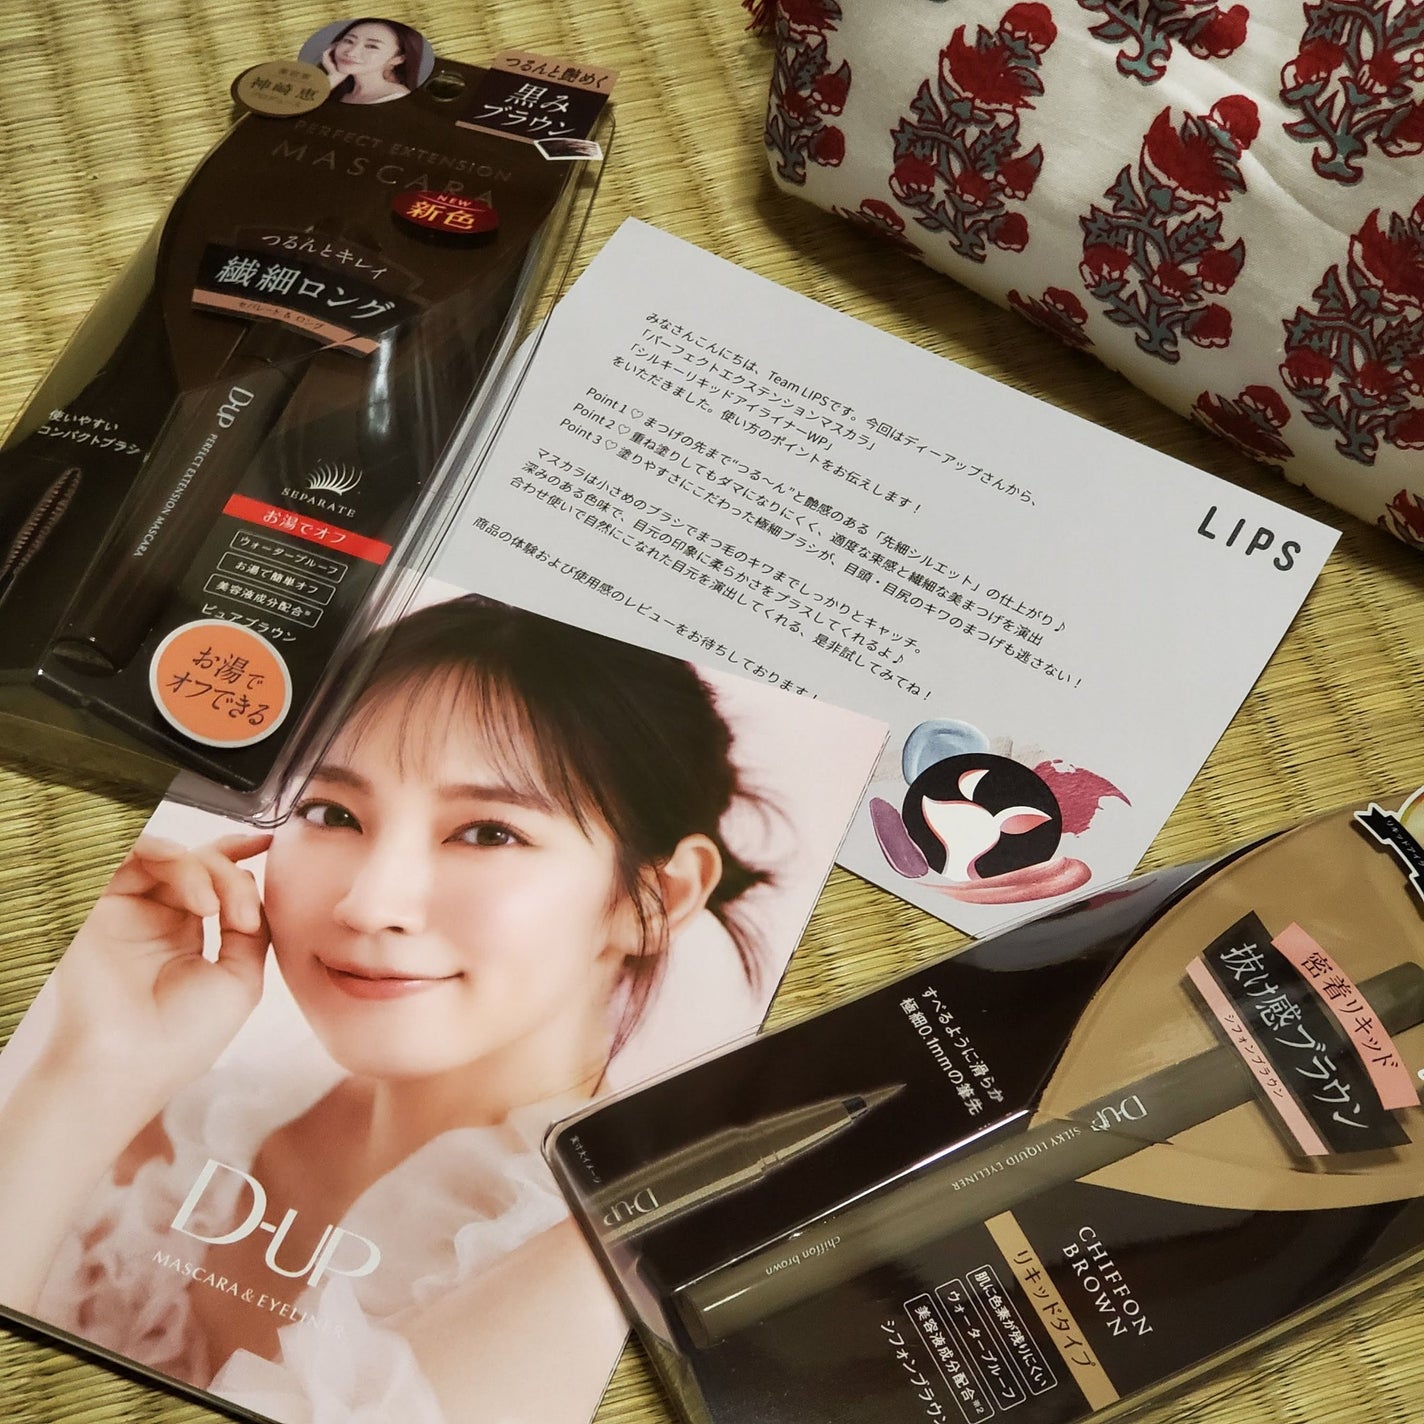 神崎 恵
つるんと艶めく
黒み
ブラウン
PERFECT EXTENSION
MASCARA
NEW
新色
つるんとキレイ
繊細ロング
セパレート & ロング
使いやすい
コンパクトブラシ
D-UP PERFECT EXTENSION MASCARA
SEPARATE
お湯でオフ
ウォータープルーフ
お湯で簡単オフ
美容液成分配合※
ピュアブラウン
お湯で
オフできる
みなさんこんにちは、Team LIPSです。今回はディーアップさんから、
「パーフェクトエクステンションマスカラ」
「シルキーリキッドアイライナーWP」
をいただきました。使い方のポイントをお伝えします！
Point 1 ♡ まつげの先まで“つる〜ん”と艶感のある「先細シルエット」の仕上がり♪
Point 2 ♡ 重ね塗りしてもダマになりにくく、適度な束感と繊細な美まつげを演出
Point 3 ♡ 塗りやすさにこだわった極細ブラシが、目頭・目尻のキワのまつげも逃さない！
マスカラは小さめのブラシでまつ毛のキワまでしっかりとキャッチ。
深みのある色味で、目元の印象に柔らかさをプラスしてくれるよ♪
合わせ使いで自然にこなれた目元を演出してくれる、是非試してみてね！
商品の体験および使用感のレビューをお待ちしております！
LIPS
D-UP
MASCARA & EYELINER
すべるように滑らか
極細0.1mmの筆先
実寸大イメージ
D-UP
密着リキッド
抜け感ブラウン
シフォンブラウン
D-UP SILKY LIQUID EYELINER
chiffon brown
CHIFFON
BROWN
リキッドタイプ
肌に色素が残りにくい
ウォータープルーフ
美容液成分配合※2
シフォンブラウン